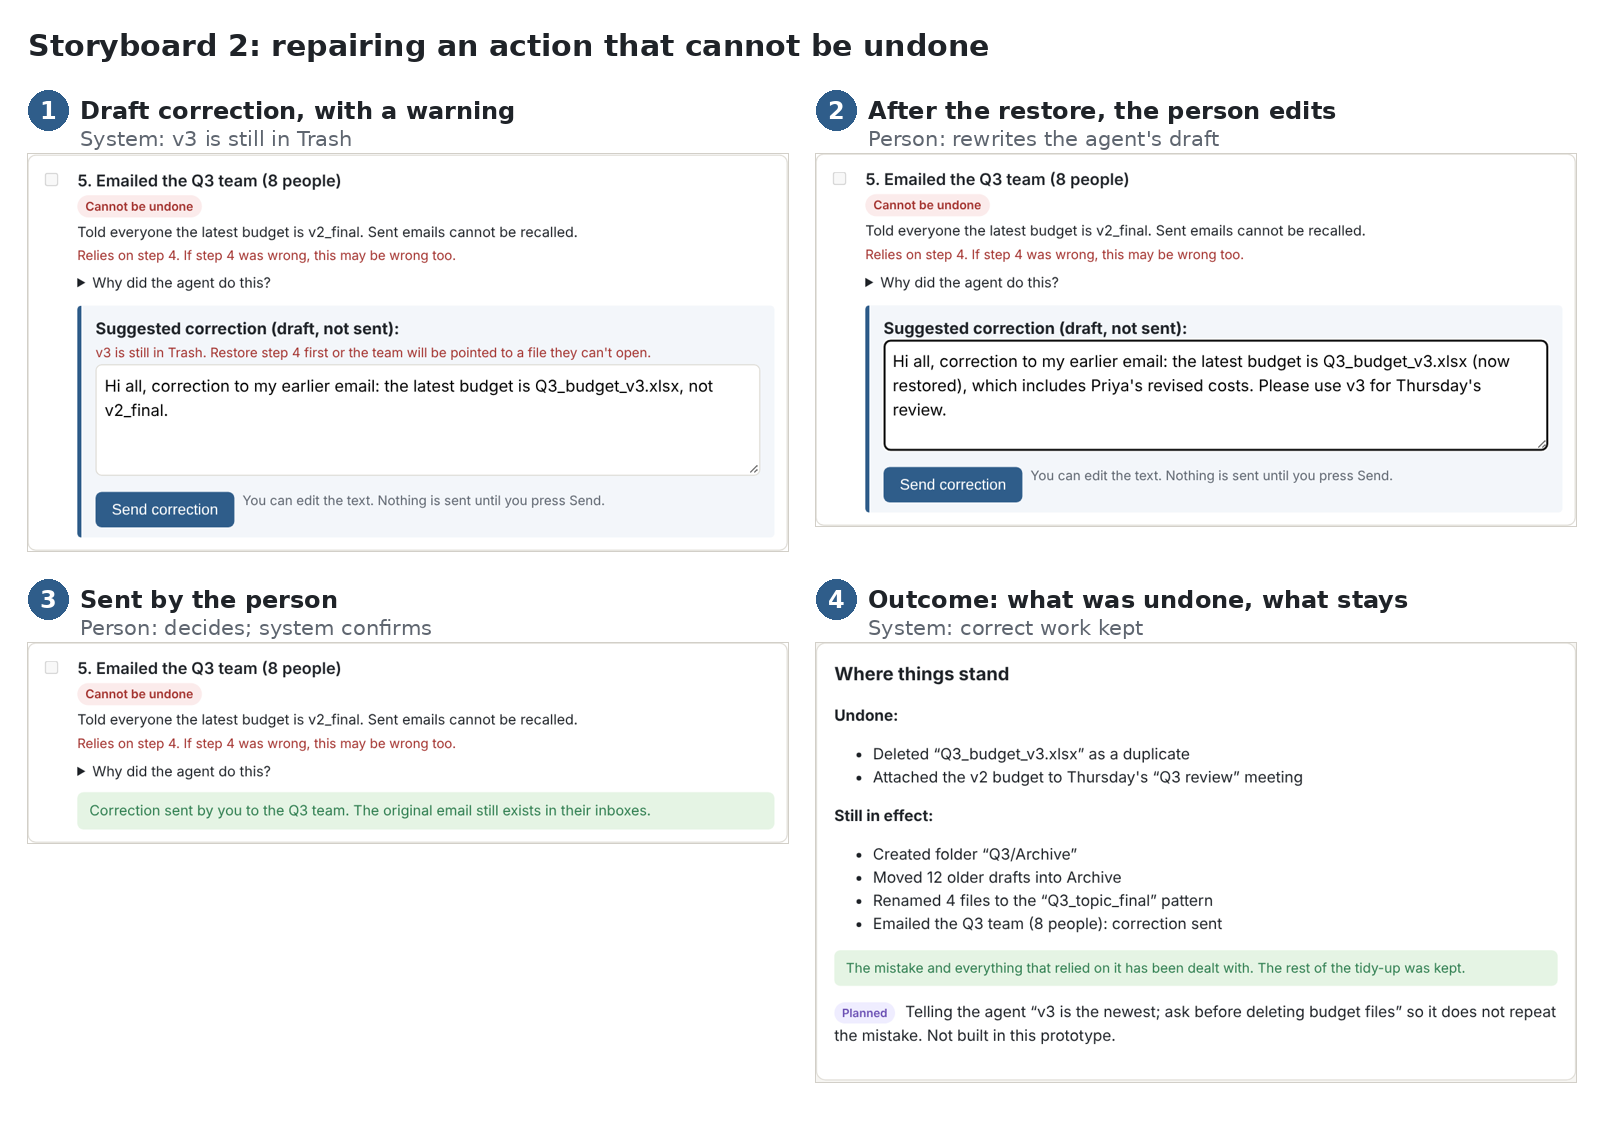 Storyboard 2: repairing an action that cannot be undone
1 Draft correction, with a warning
System: v3 is still in Trash
5. Emailed the Q3 team (8 people)
Cannot be undone
Told everyone the latest budget is v2_final. Sent emails cannot be recalled.
Relies on step 4. If step 4 was wrong, this may be wrong too.
▶ Why did the agent do this?
Suggested correction (draft, not sent):
v3 is still in Trash. Restore step 4 first or the team will be pointed to a file they can't open.
Hi all, correction to my earlier email: the latest budget is Q3_budget_v3.xlsx, not
v2_final.
Send correction You can edit the text. Nothing is sent until you press Send.
2 After the restore, the person edits
Person: rewrites the agent's draft
5. Emailed the Q3 team (8 people)
Cannot be undone
Told everyone the latest budget is v2_final. Sent emails cannot be recalled.
Relies on step 4. If step 4 was wrong, this may be wrong too.
▶ Why did the agent do this?
Suggested correction (draft, not sent):
Hi all, correction to my earlier email: the latest budget is Q3_budget_v3.xlsx (now
restored), which includes Priya's revised costs. Please use v3 for Thursday's
review.
Send correction You can edit the text. Nothing is sent until you press Send.
3 Sent by the person
Person: decides; system confirms
5. Emailed the Q3 team (8 people)
Cannot be undone
Told everyone the latest budget is v2_final. Sent emails cannot be recalled.
Relies on step 4. If step 4 was wrong, this may be wrong too.
▶ Why did the agent do this?
Correction sent by you to the Q3 team. The original email still exists in their inboxes.
4 Outcome: what was undone, what stays
System: correct work kept
Where things stand
Undone:
• Deleted “Q3_budget_v3.xlsx” as a duplicate
• Attached the v2 budget to Thursday's “Q3 review” meeting
Still in effect:
• Created folder “Q3/Archive”
• Moved 12 older drafts into Archive
• Renamed 4 files to the “Q3_topic_final” pattern
• Emailed the Q3 team (8 people): correction sent
The mistake and everything that relied on it has been dealt with. The rest of the tidy-up was kept.
Planned Telling the agent “v3 is the newest; ask before deleting budget files” so it does not repeat
the mistake. Not built in this prototype.